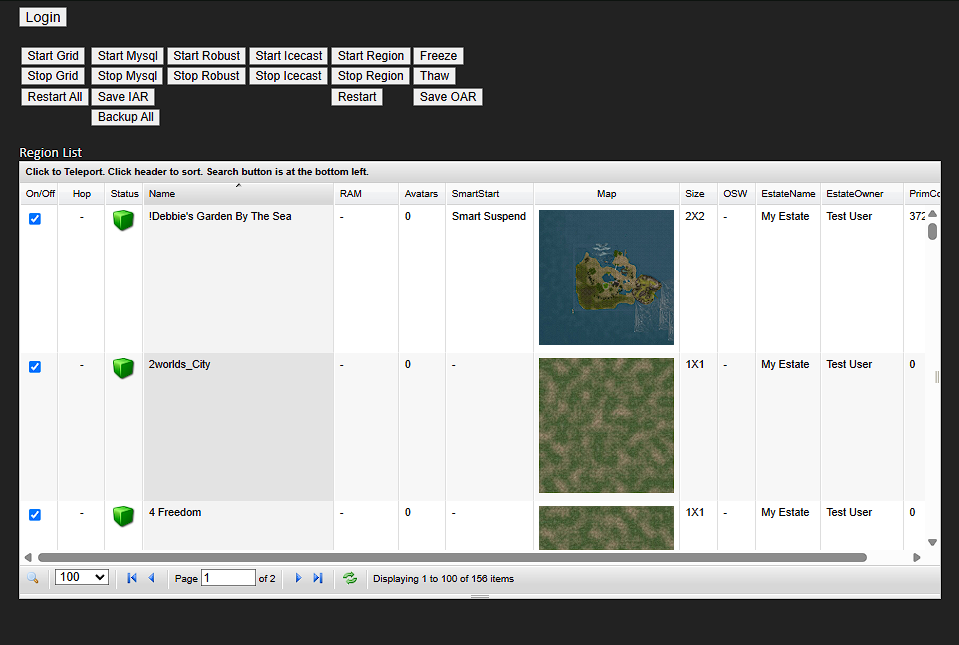 Login
Start Grid Start Mysql Start Robust Start Icecast Start Region Freeze
Stop Grid Stop Mysql Stop Robust Stop Icecast Stop Region Thaw
Restart All Save IAR Restart Save OAR
Backup All
Region List
Click to Teleport. Click header to sort. Search button is at the bottom left.
On/Off Hop Status Name RAM Avatars SmartStart Map Size OSW EstateName EstateOwner PrimCo
- !Debbie's Garden By The Sea - 0 Smart Suspend 2X2 - My Estate Test User 372
- 2worlds_City - 0 - 1X1 - My Estate Test User 0
- 4 Freedom - 0 - 1X1 - My Estate Test User 0
100 Page 1 of 2 Displaying 1 to 100 of 156 items